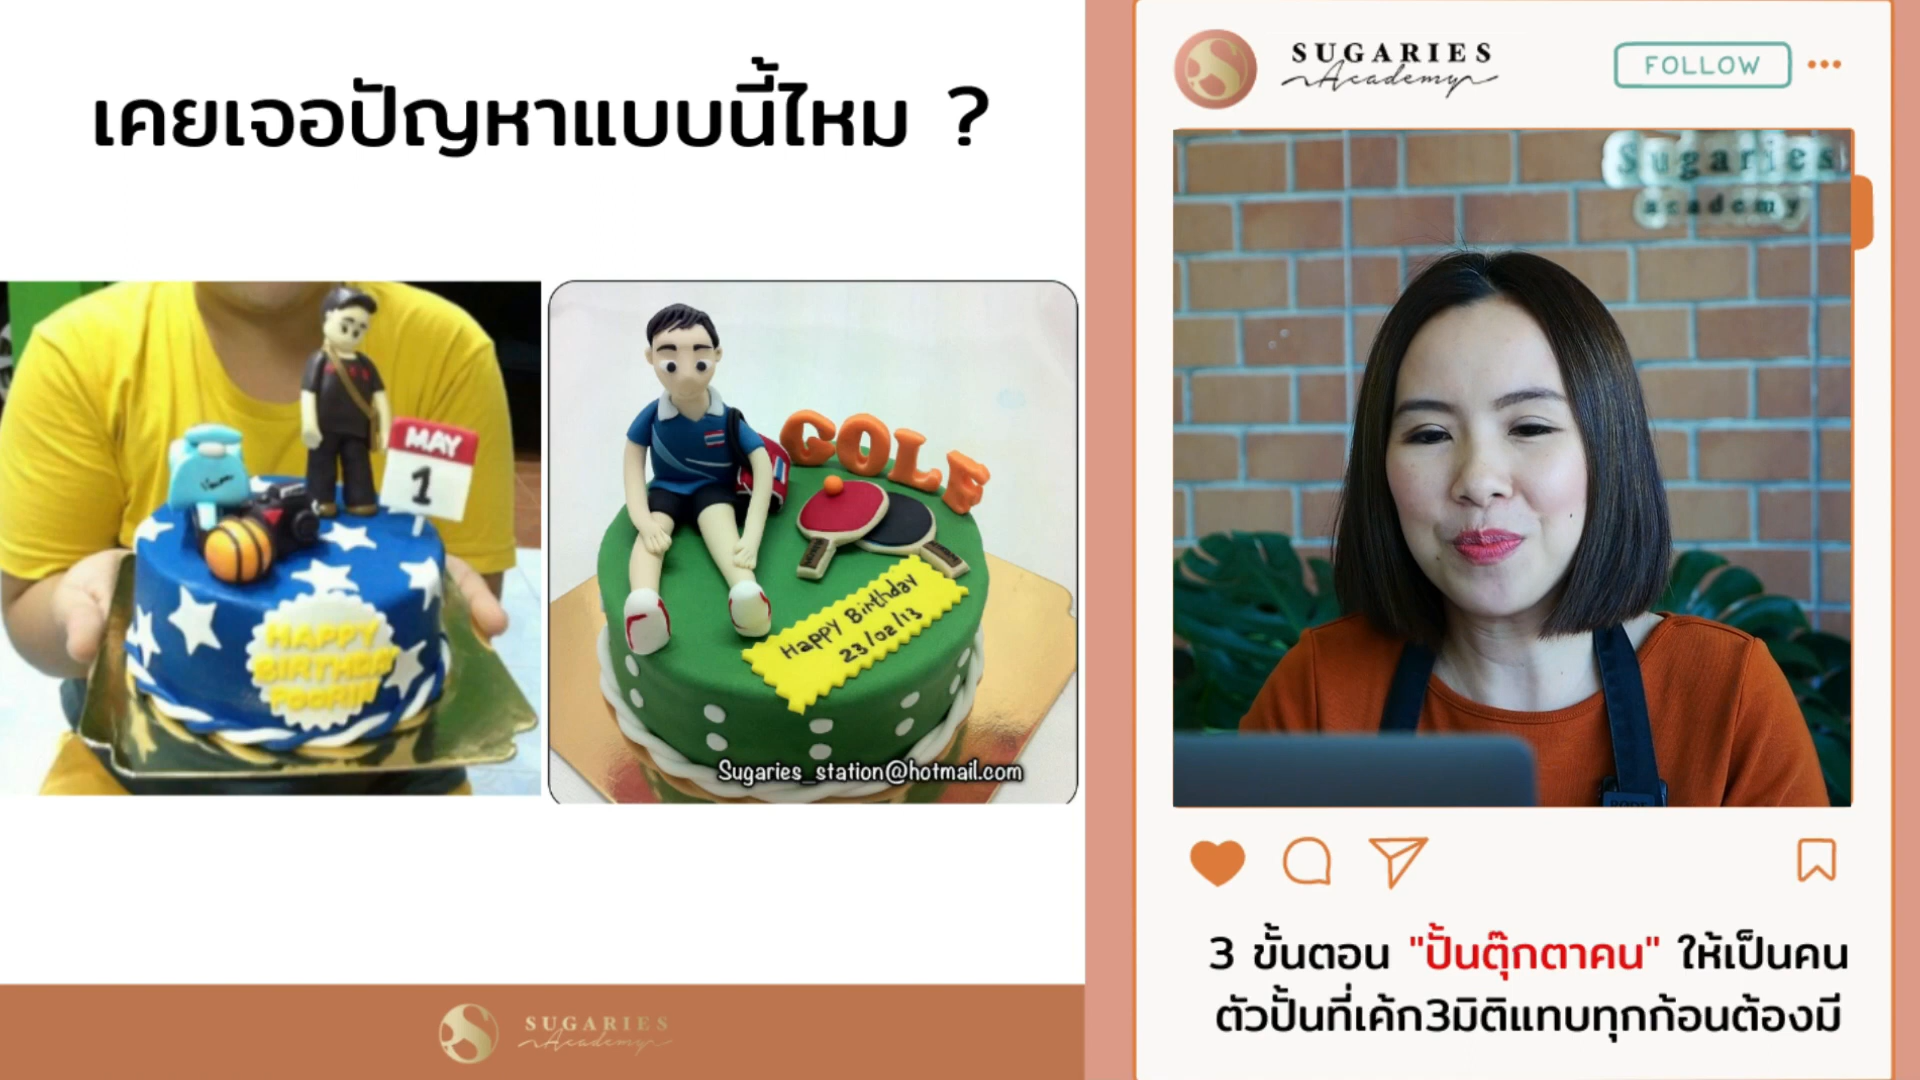 เคยเจอปัญหาแบบนี้ไหม ?
MAY
1
HAPPY
BIRTHDAY
POORIN
GOLF
Happy Birthday
23/02/13
Sugaries_station@hotmail.com
SUGARIES
Academy
SUGARIES
Academy
FOLLOW
Sugaries
academy
RODE
3 ขั้นตอน "ปั้นตุ๊กตาคน" ให้เป็นคน
ตัวปั้นที่เค้ก3มิติแทบทุกก้อนต้องมี